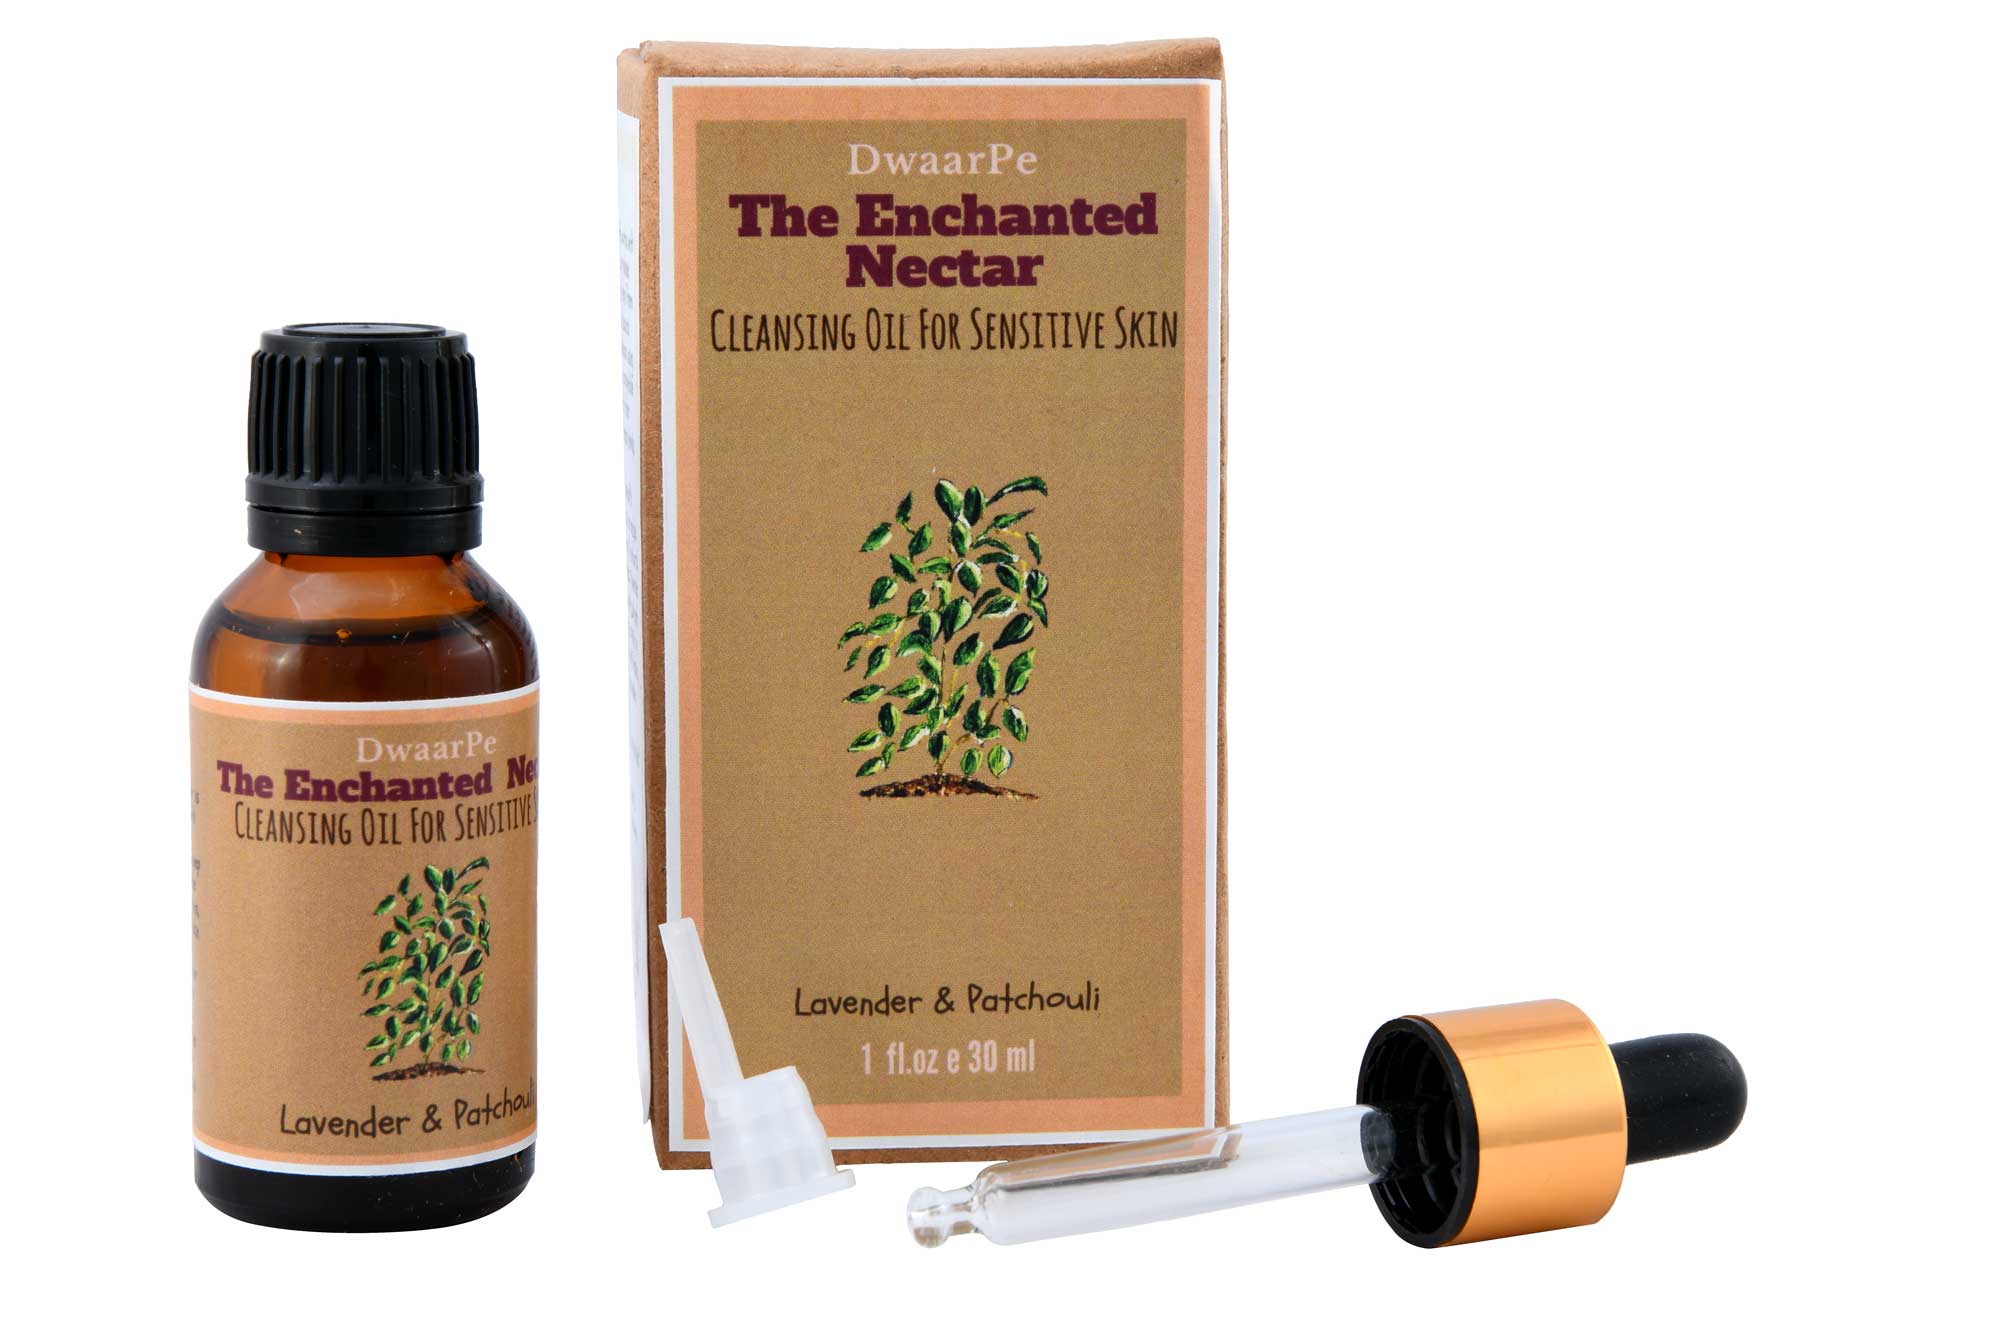 DwaarPe
The Enchanted
Nectar
CLEANSING OIL FOR SENSITIVE SKIN
Lavender & Patchouli
1 fl.oz e 30 ml
DwaarPe
The Enchanted
CLEANSING OIL FOR SENSITIVE
Lavender & Patchouli